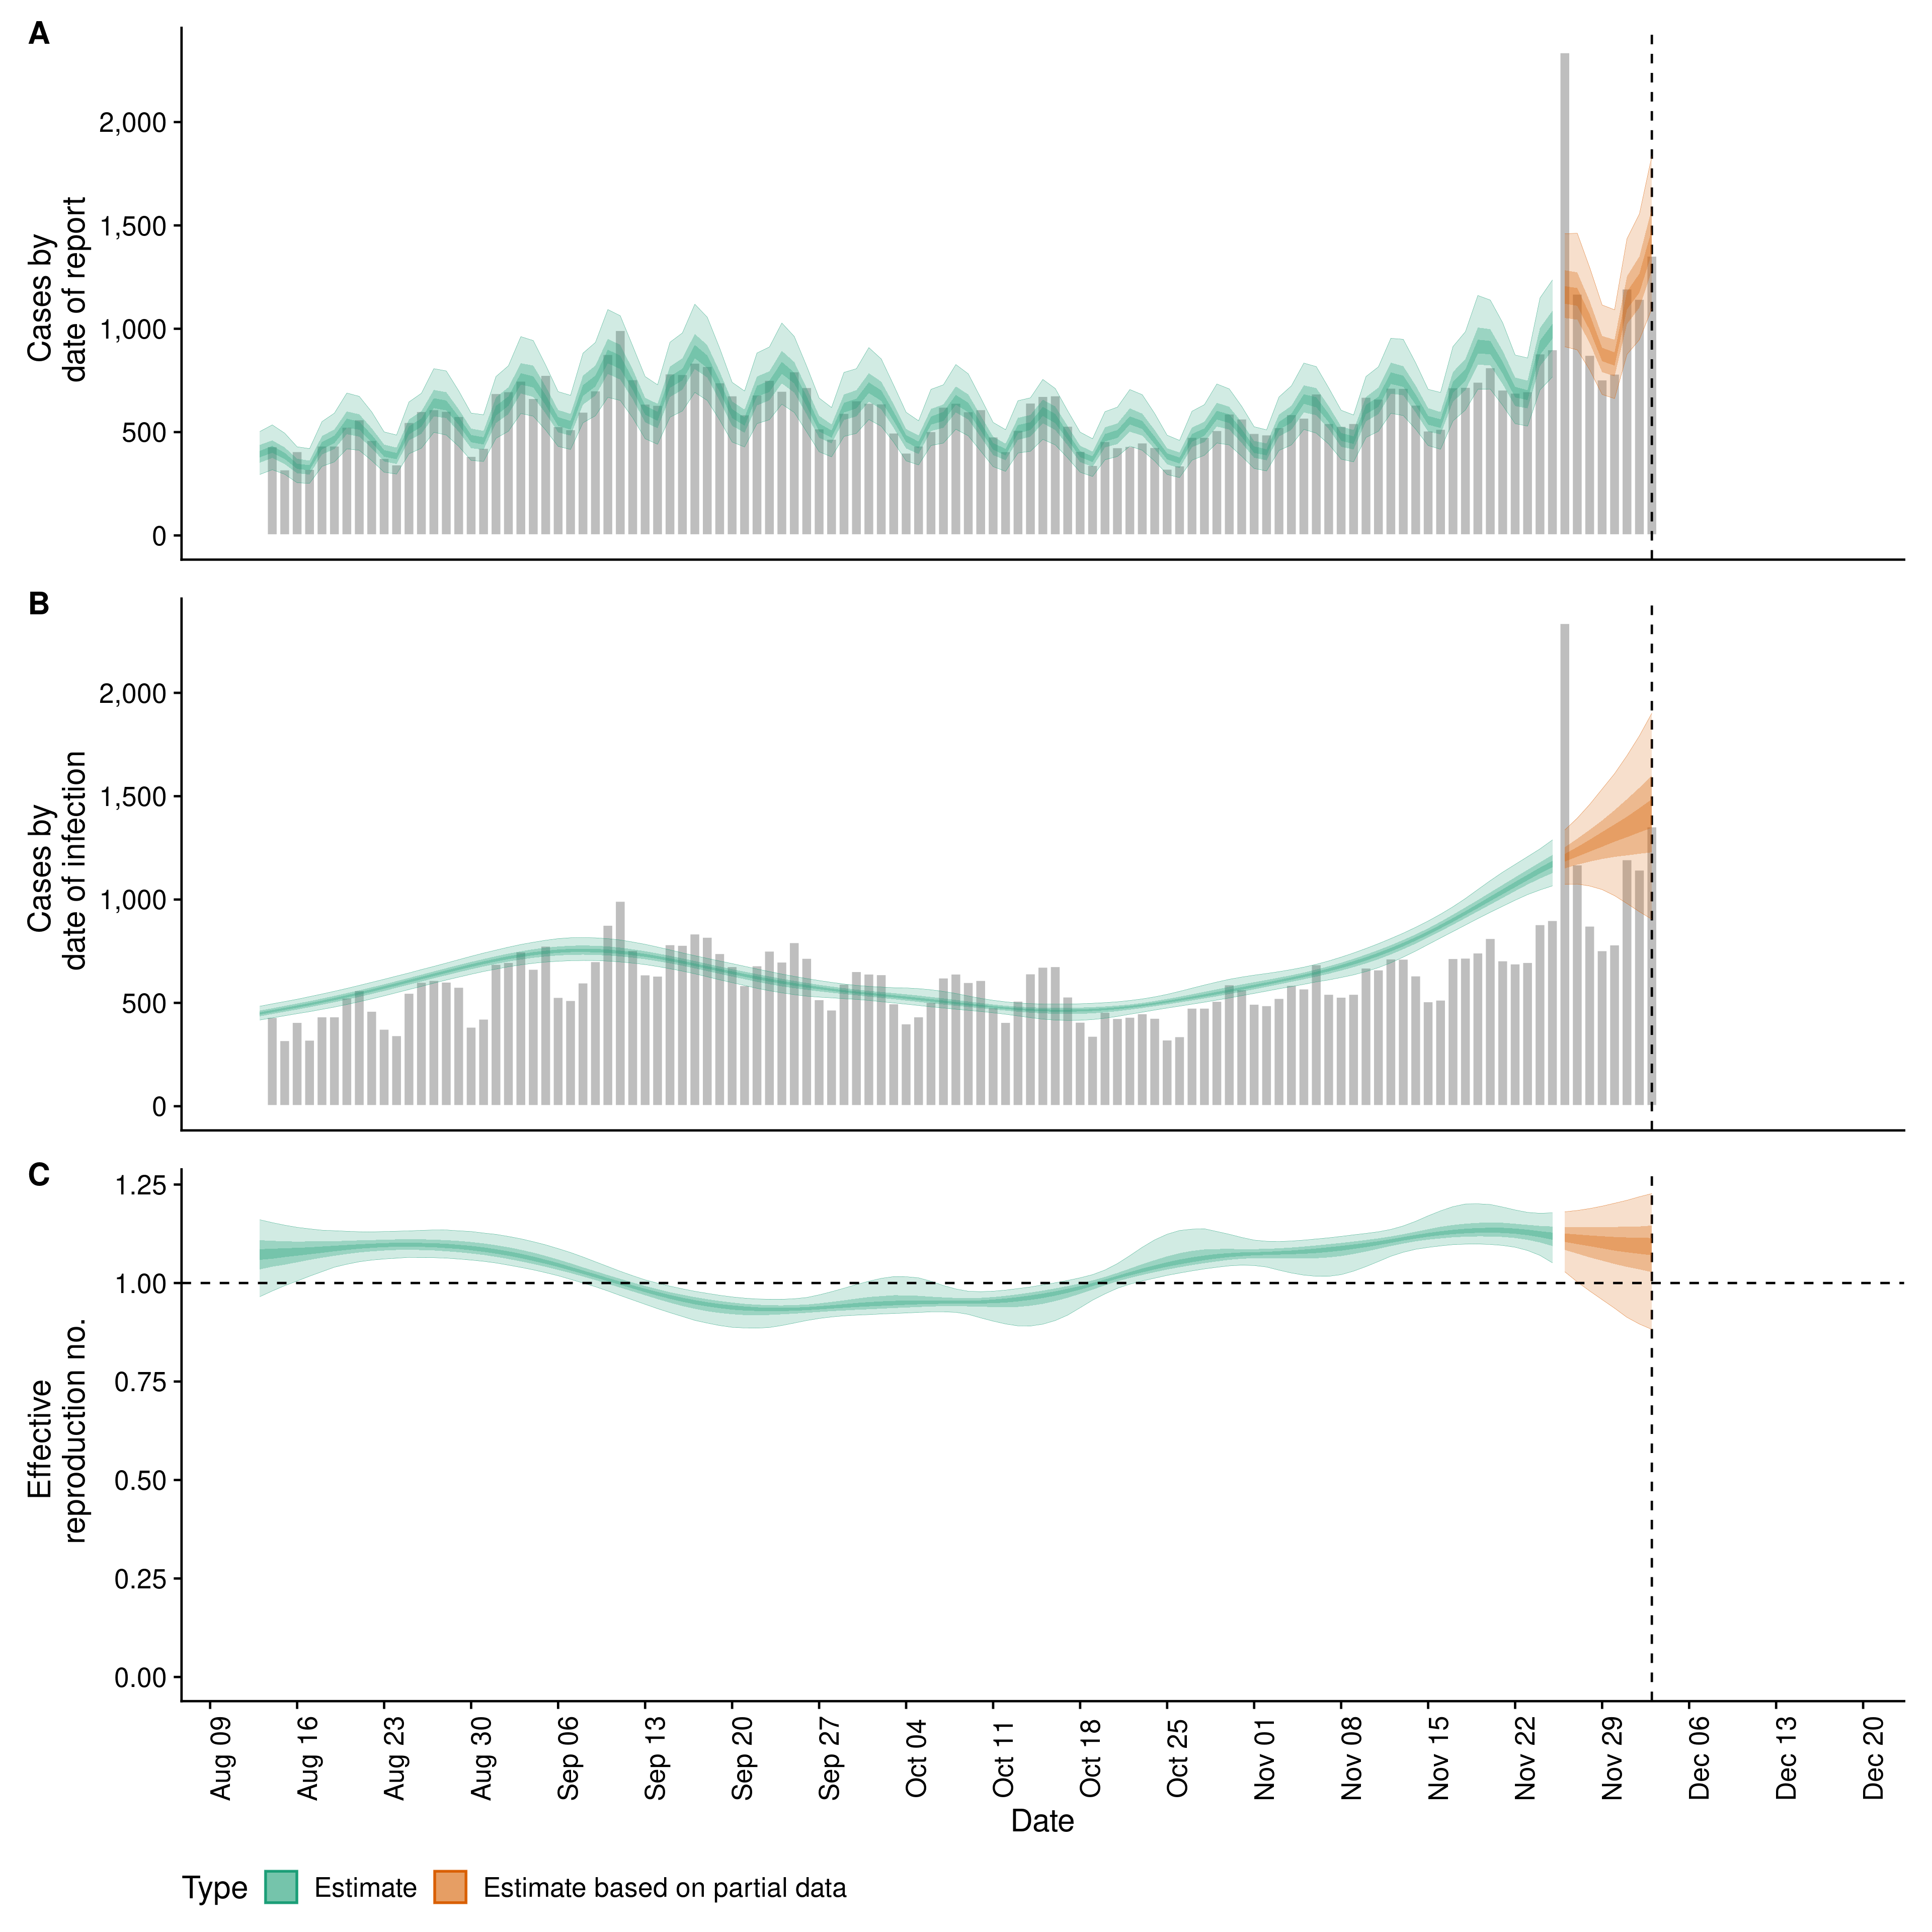 A
Cases by
date of report
2,000
1,500
1,000
500
0
B
Cases by
date of infection
2,000
1,500
1,000
500
0
C
Effective
reproduction no.
1.25
1.00
0.75
0.50
0.25
0.00
Aug 09
Aug 16
Aug 23
Aug 30
Sep 06
Sep 13
Sep 20
Sep 27
Oct 04
Oct 11
Oct 18
Oct 25
Nov 01
Nov 08
Nov 15
Nov 22
Nov 29
Dec 06
Dec 13
Dec 20
Date
Type Estimate Estimate based on partial data